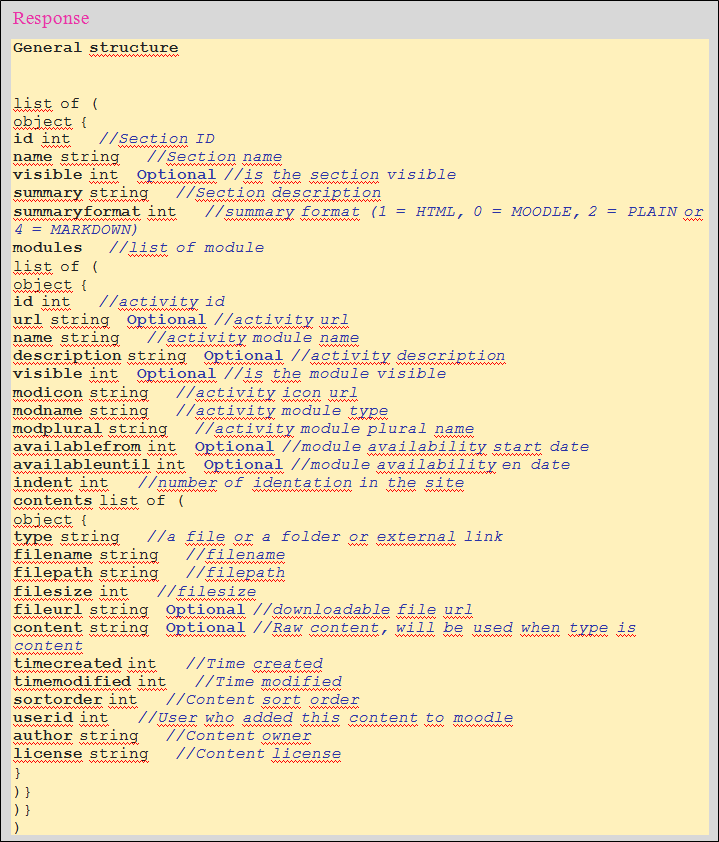 Response
General structure
list of (
object {
id int   //Section ID
name string   //Section name
visible int  Optional //is the section visible
summary string   //Section description
summaryformat int   //summary format (1 = HTML, 0 = MOODLE, 2 = PLAIN or
4 = MARKDOWN)
modules   //list of module
list of (
object {
id int   //activity id
url string  Optional //activity url
name string   //activity module name
description string  Optional //activity description
visible int  Optional //is the module visible
modicon string   //activity icon url
modname string   //activity module type
modplural string   //activity module plural name
availablefrom int  Optional //module availability start date
availableuntil int  Optional //module availability en date
indent int   //number of identation in the site
contents list of (
object {
type string   //a file or a folder or external link
filename string   //filename
filepath string   //filepath
filesize int   //filesize
fileurl string  Optional //downloadable file url
content string  Optional //Raw content, will be used when type is
content
timecreated int   //Time created
timemodified int   //Time modified
sortorder int   //Content sort order
userid int   //User who added this content to moodle
author string   //Content owner
license string   //Content license
}
)}
)}
)